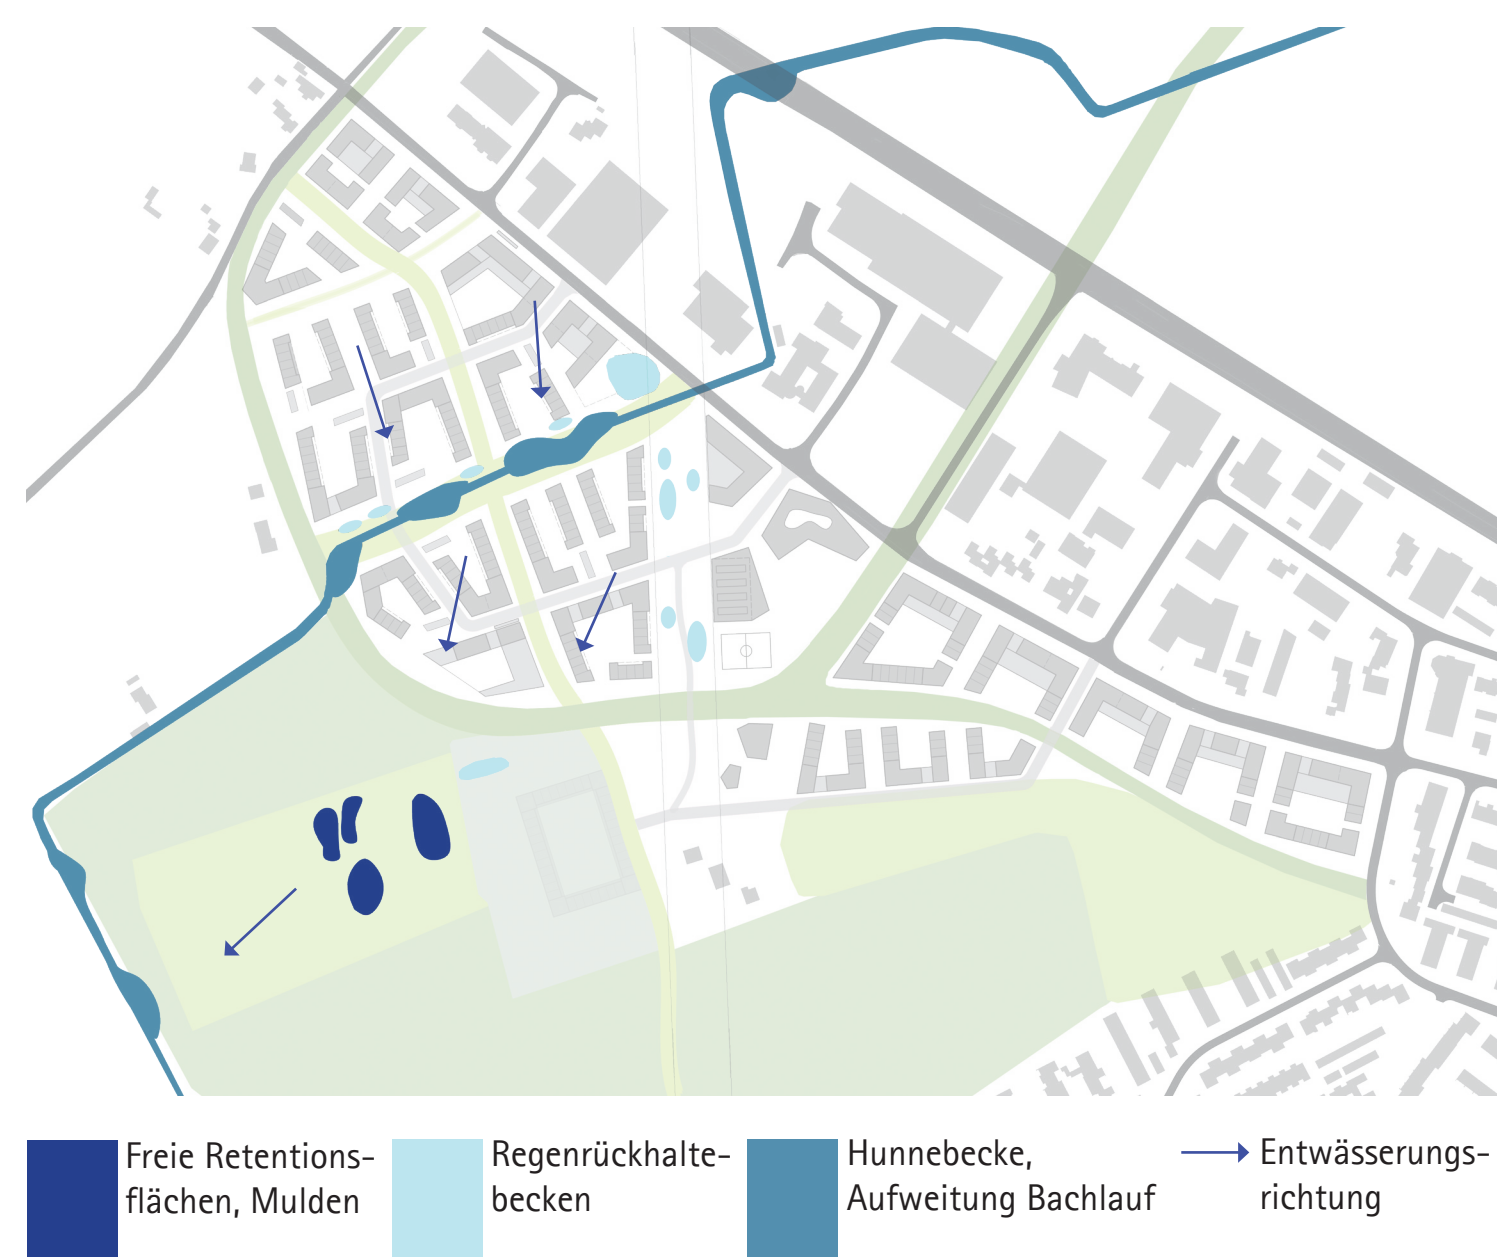 Freie Retentions-
flächen, Mulden
Regenrückhalte-
becken
Hunnebecke,
Aufweitung Bachlauf
Entwässerungs-
richtung